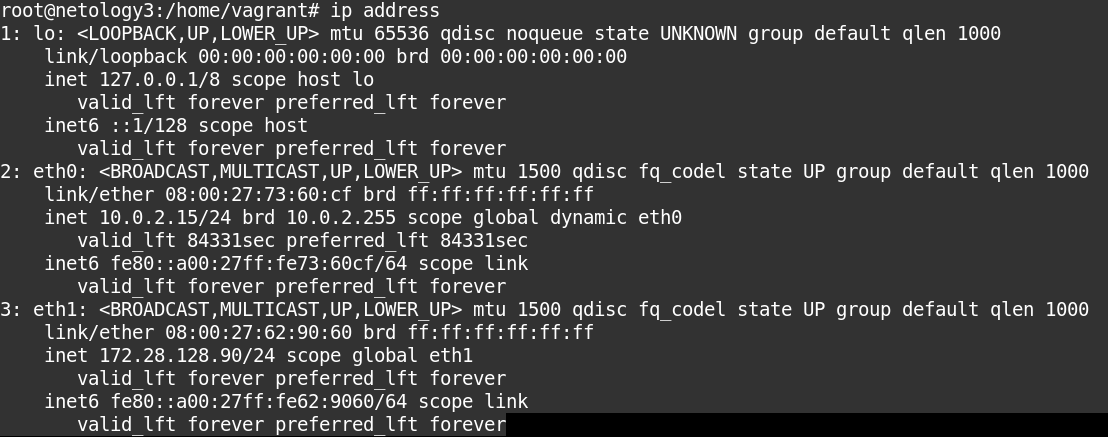 root@netology3:/home/vagrant# ip address
1: lo: <LOOPBACK,UP,LOWER_UP> mtu 65536 qdisc noqueue state UNKNOWN group default qlen 1000
    link/loopback 00:00:00:00:00:00 brd 00:00:00:00:00:00
    inet 127.0.0.1/8 scope host lo
       valid_lft forever preferred_lft forever
    inet6 ::1/128 scope host
       valid_lft forever preferred_lft forever
2: eth0: <BROADCAST,MULTICAST,UP,LOWER_UP> mtu 1500 qdisc fq_codel state UP group default qlen 1000
    link/ether 08:00:27:73:60:cf brd ff:ff:ff:ff:ff:ff
    inet 10.0.2.15/24 brd 10.0.2.255 scope global dynamic eth0
       valid_lft 84331sec preferred_lft 84331sec
    inet6 fe80::a00:27ff:fe73:60cf/64 scope link
       valid_lft forever preferred_lft forever
3: eth1: <BROADCAST,MULTICAST,UP,LOWER_UP> mtu 1500 qdisc fq_codel state UP group default qlen 1000
    link/ether 08:00:27:62:90:60 brd ff:ff:ff:ff:ff:ff
    inet 172.28.128.90/24 scope global eth1
       valid_lft forever preferred_lft forever
    inet6 fe80::a00:27ff:fe62:9060/64 scope link
       valid_lft forever preferred_lft forever